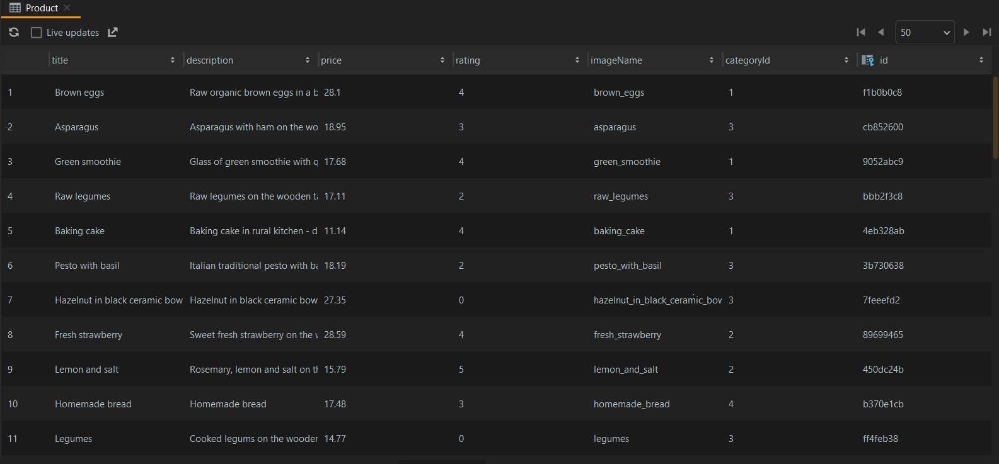 Product
Live updates 50
title description price rating imageName categoryId id
1 Brown eggs Raw organic brown eggs in a b 28.1 4 brown_eggs 1 f1b0b0c8
2 Asparagus Asparagus with ham on the wo 18.95 3 asparagus 3 cb852600
3 Green smoothie Glass of green smoothie with q 17.68 4 green_smoothie 1 9052abc9
4 Raw legumes Raw legumes on the wooden ta 17.11 2 raw_legumes 3 bbb2f3c8
5 Baking cake Baking cake in rural kitchen - d 11.14 4 baking_cake 1 4eb328ab
6 Pesto with basil Italian traditional pesto with ba 18.19 2 pesto_with_basil 3 3b730638
7 Hazelnut in black ceramic bow Hazelnut in black ceramic bow 27.35 0 hazelnut_in_black_ceramic_bow 3 7feeefd2
8 Fresh strawberry Sweet fresh strawberry on the w 28.59 4 fresh_strawberry 2 89699465
9 Lemon and salt Rosemary, lemon and salt on th 15.79 5 lemon_and_salt 2 450dc24b
10 Homemade bread Homemade bread 17.48 3 homemade_bread 4 b370e1cb
11 Legumes Cooked legums on the wooden 14.77 0 legumes 3 ff4feb38